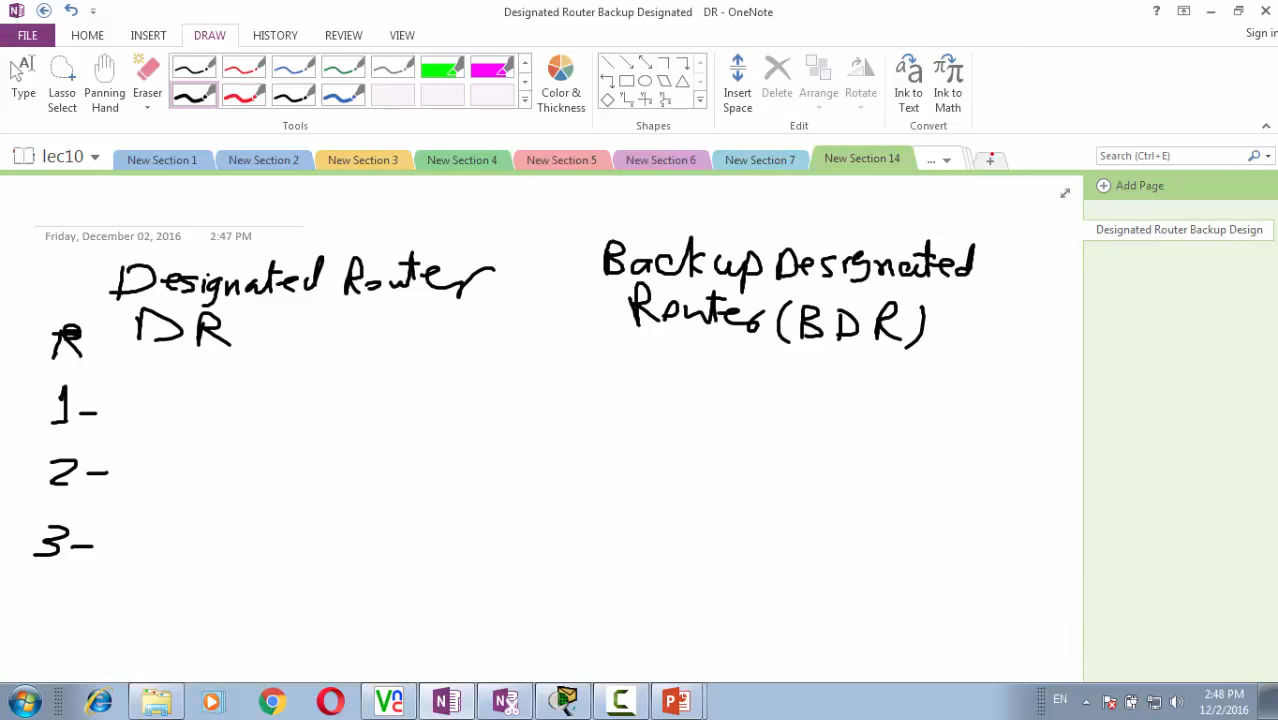 Designated Router Backup Designated DR - OneNote
FILE HOME INSERT DRAW HISTORY REVIEW VIEW
Sign in
Type
Lasso Select
Panning Hand
Eraser
Color & Thickness
Insert Space
Delete
Arrange
Rotate
Ink to Text
Ink to Math
Tools
Shapes
Edit
Convert
lec10 New Section 1 New Section 2 New Section 3 New Section 4 New Section 5 New Section 6 New Section 7 New Section 14 ...
Search (Ctrl+E)
Add Page
Designated Router Backup Design
Friday, December 02, 2016 2:47 PM
Designated Router
DR
Backup Designated
Router (BDR)
R
1-
2-
3-
EN
2:48 PM
12/2/2016